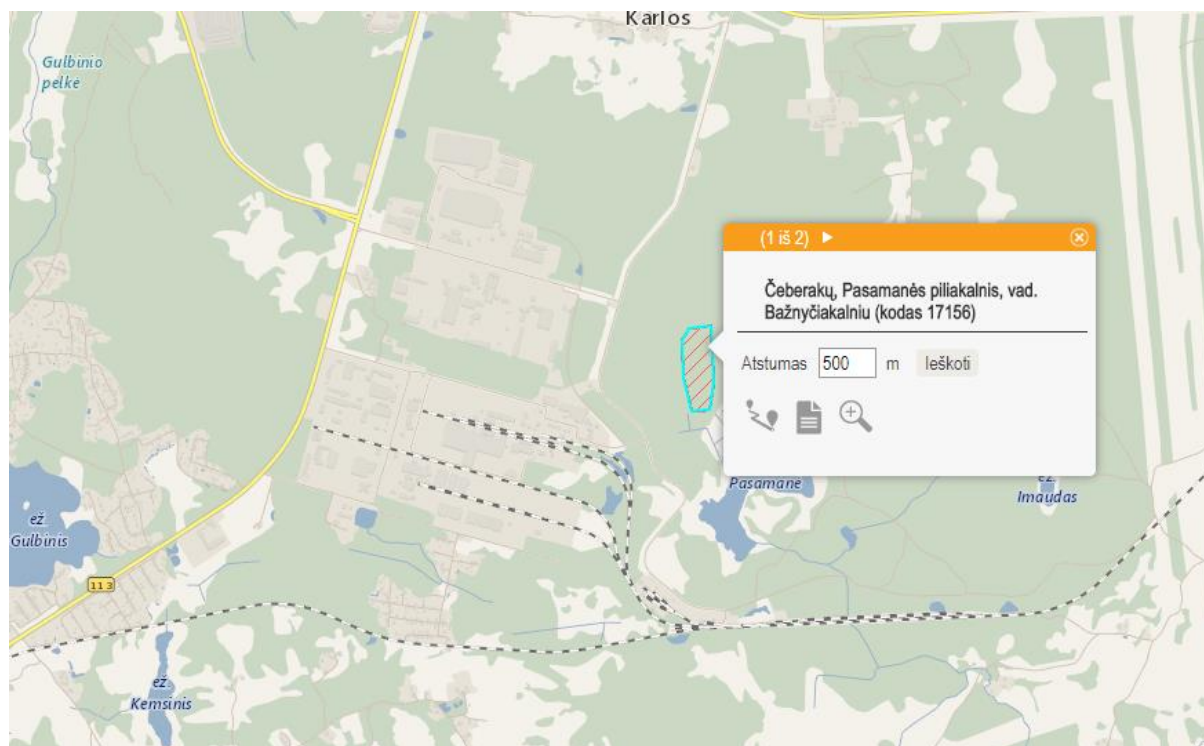 Karlos
Gulbinio
pelkė
(1 iš 2)
Čeberakų, Pasamanės piliakalnis, vad.
Bažnyčiakalniu (kodas 17156)
Atstumas 500 m Ieškoti
Pasamanė
ež.
Imaudas
ež.
Gulbinis
113
ež.
Kemsinis